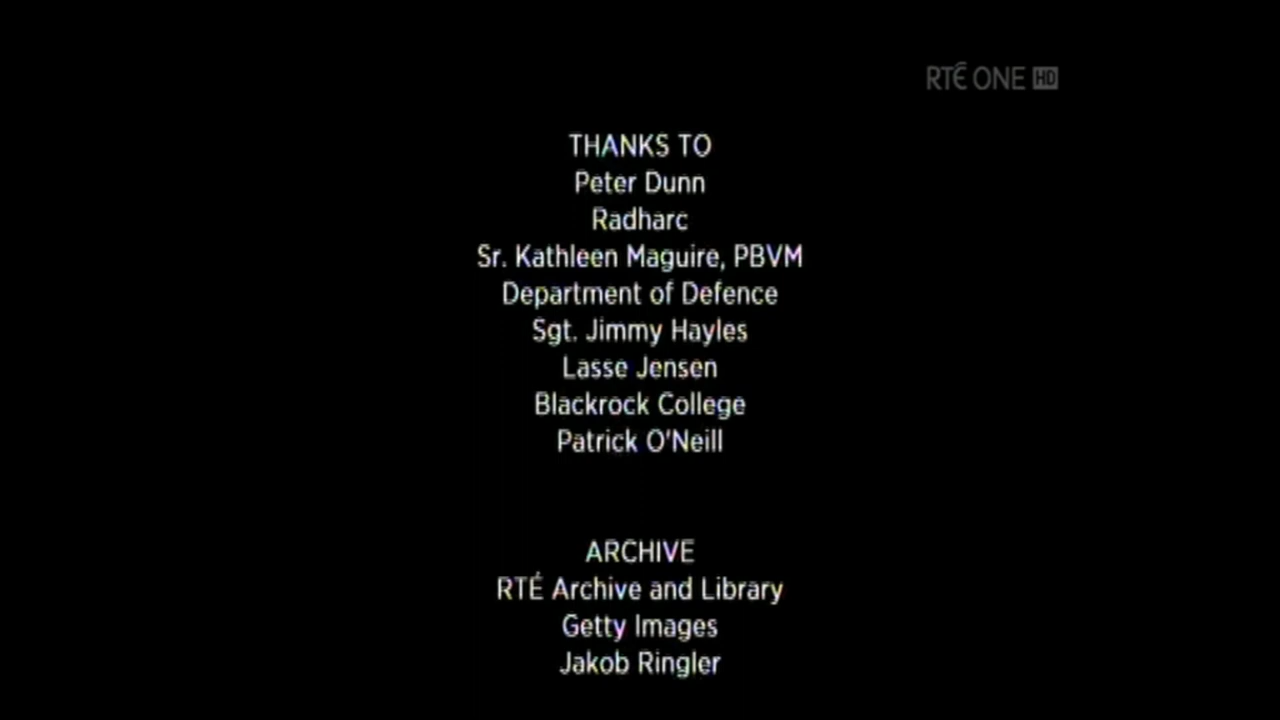 RTÉ ONE HD
THANKS TO
Peter Dunn
Radharc
Sr. Kathleen Maguire, PBVM
Department of Defence
Sgt. Jimmy Hayles
Lasse Jensen
Blackrock College
Patrick O'Neill
ARCHIVE
RTÉ Archive and Library
Getty Images
Jakob Ringler